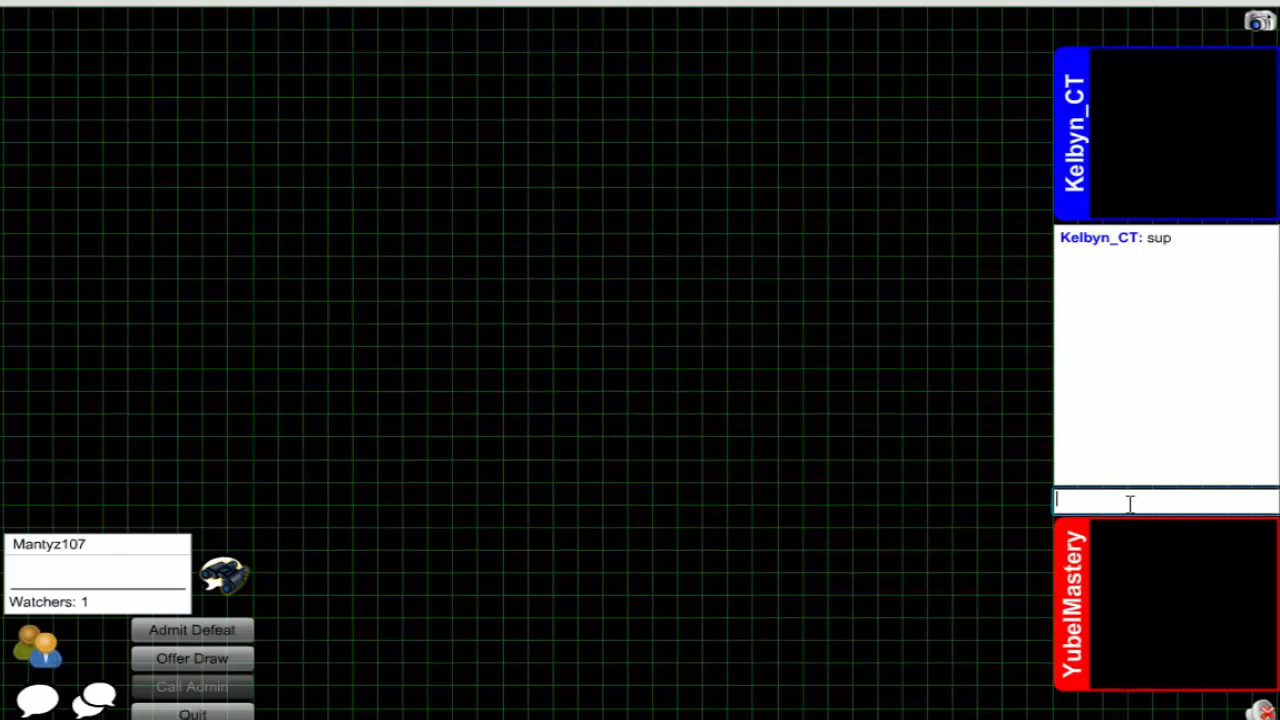 Kelbyn_CT
Kelbyn_CT: sup
Mantyz107
Watchers: 1
Admit Defeat
Offer Draw
Call Admin
Quit
YubelMastery